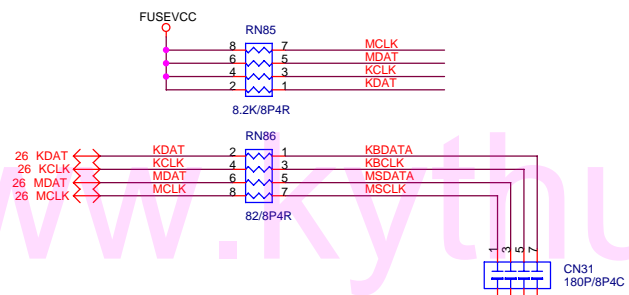 FUSEVCC
RN85
8 7 MCLK
6 5 MDAT
4 3 KCLK
2 1 KDAT
8.2K/8P4R
RN86
26 KDAT KDAT 2 1 KBDATA
26 KCLK KCLK 4 3 KBCLK
26 MDAT MDAT 6 5 MSDATA
26 MCLK MCLK 8 7 MSCLK
82/8P4R
www.kythu
1 3 5 7
CN31
180P/8P4C